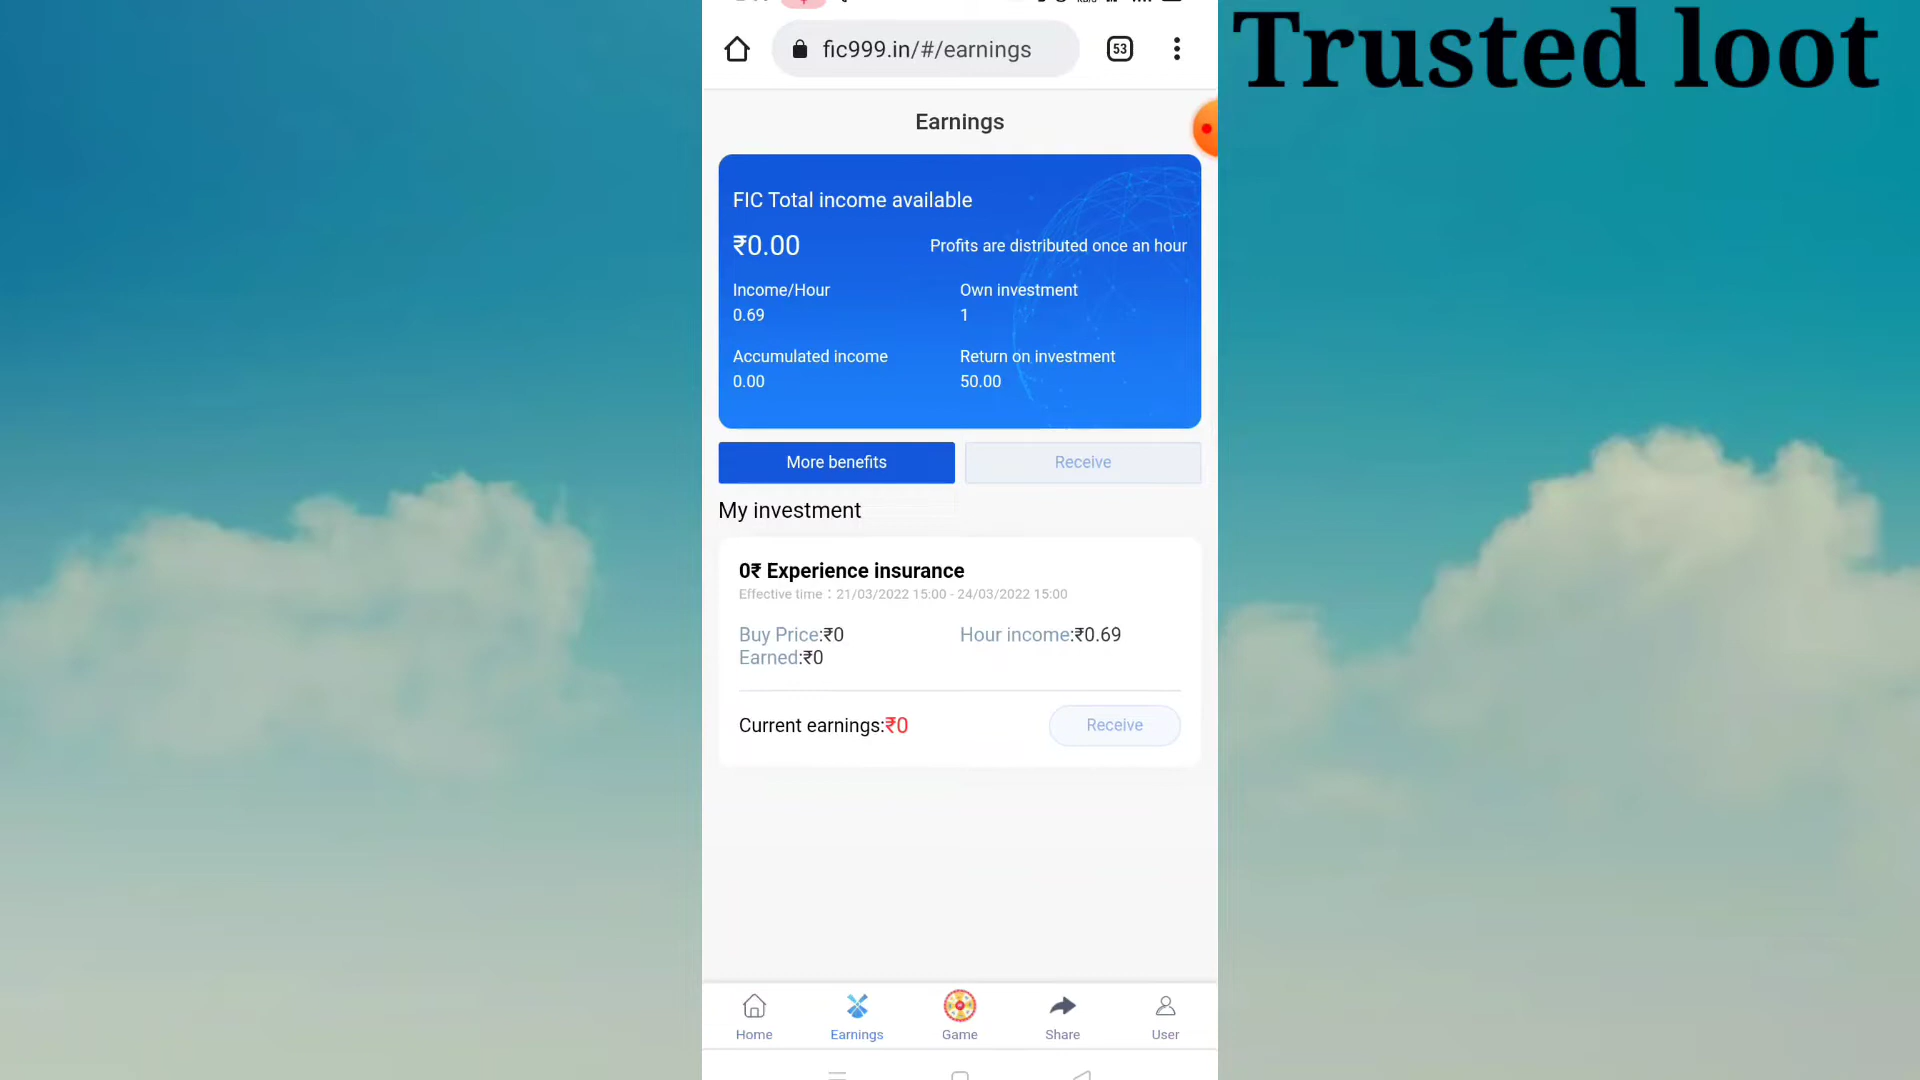 Trusted loot
fic999.in/#/earnings
53
Earnings
FIC Total income available
₹0.00
Profits are distributed once an hour
Income/Hour
Own investment
0.69
1
Accumulated income
Return on investment
0.00
50.00
More benefits
Receive
My investment
0₹ Experience insurance
Effective time：21/03/2022 15:00 - 24/03/2022 15:00
Buy Price:₹0
Hour income:₹0.69
Earned:₹0
Current earnings:₹0
Receive
Home
Earnings
Game
Share
User